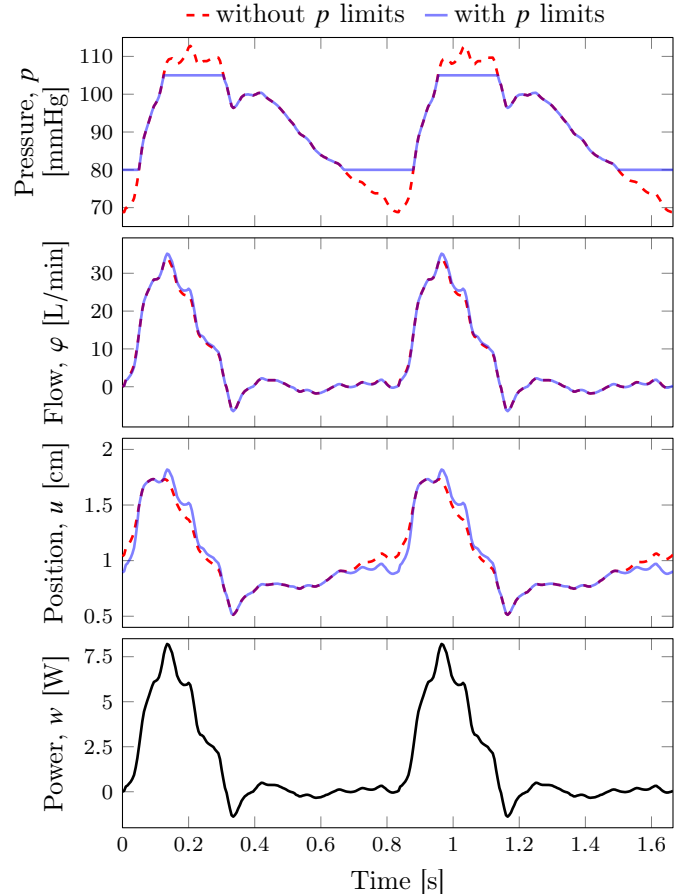 without p limits with p limits
Pressure, p
[mmHg]
110
100
90
80
70
Flow, φ [L/min]
30
20
10
0
Position, u [cm]
2
1.5
1
0.5
Power, w [W]
7.5
5
2.5
0
0 0.2 0.4 0.6 0.8 1 1.2 1.4 1.6
Time [s]